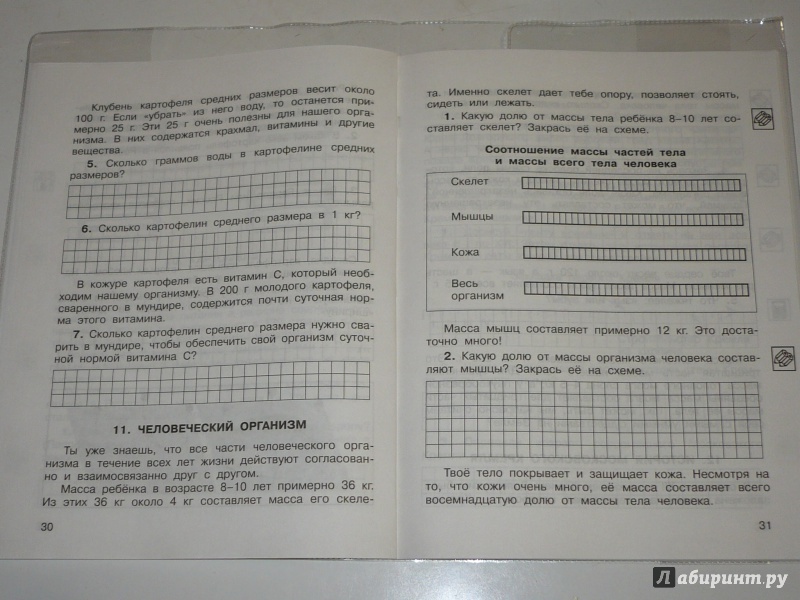 Клубень картофеля средних размеров весит около
100 г. Если «убрать» из него воду, то останется при-
мерно 25 г. Эти 25 г очень полезны для нашего орга-
низма. В них содержатся крахмал, витамины и другие
вещества.
5. Сколько граммов воды в картофелине средних
размеров?
6. Сколько картофелин среднего размера в 1 кг?
В кожуре картофеля есть витамин С, который необ-
ходим нашему организму. В 200 г молодого картофеля,
сваренного в мундире, содержится почти суточная нор-
ма этого витамина.
7. Сколько картофелин среднего размера нужно сва-
рить в мундире, чтобы обеспечить свой организм суточ-
ной нормой витамина С?
11. ЧЕЛОВЕЧЕСКИЙ ОРГАНИЗМ
Ты уже знаешь, что все части человеческого орга-
низма в течение всех лет жизни действуют согласован-
но и взаимосвязанно друг с другом.
Масса ребёнка в возрасте 8–10 лет примерно 36 кг.
Из этих 36 кг около 4 кг составляет масса его скеле-
30
та. Именно скелет дает тебе опору, позволяет стоять,
сидеть или лежать.
1. Какую долю от массы тела ребёнка 8–10 лет со-
ставляет скелет? Закрась её на схеме.
Соотношение массы частей тела
и массы всего тела человека
Скелет
Мышцы
Кожа
Весь
организм
Масса мышц составляет примерно 12 кг. Это доста-
точно много!
2. Какую долю от массы организма человека состав-
ляют мышцы? Закрась её на схеме.
Твоё тело покрывает и защищает кожа. Несмотря на
то, что кожи очень много, её масса составляет всего
восемнадцатую долю от массы тела человека.
31
Лабиринт.ру